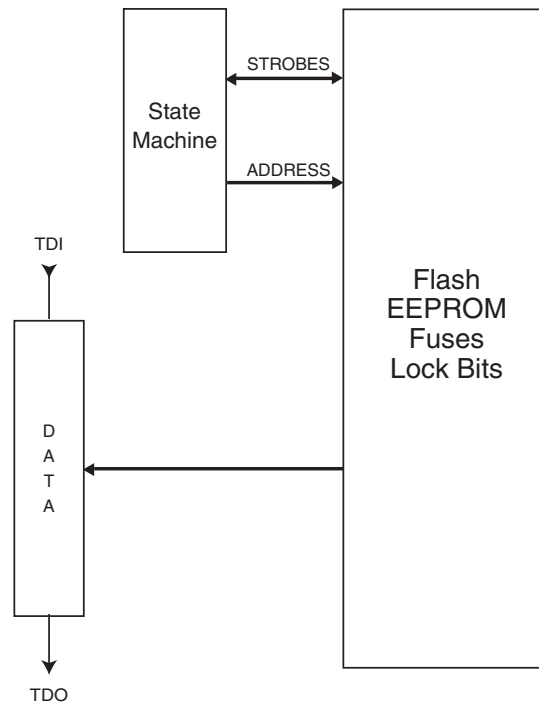 STROBES
State
Machine
ADDRESS
TDI
Flash
EEPROM
Fuses
Lock Bits
D
A
T
A
TDO